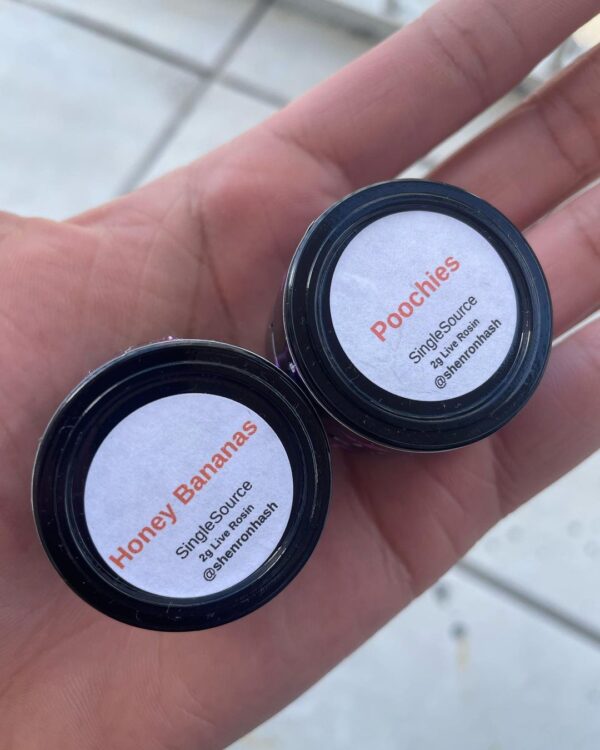 Honey Bananas
SingleSource
2g Live Rosin
@shenronhash
Poochies
SingleSource
2g Live Rosin
@shenronhash